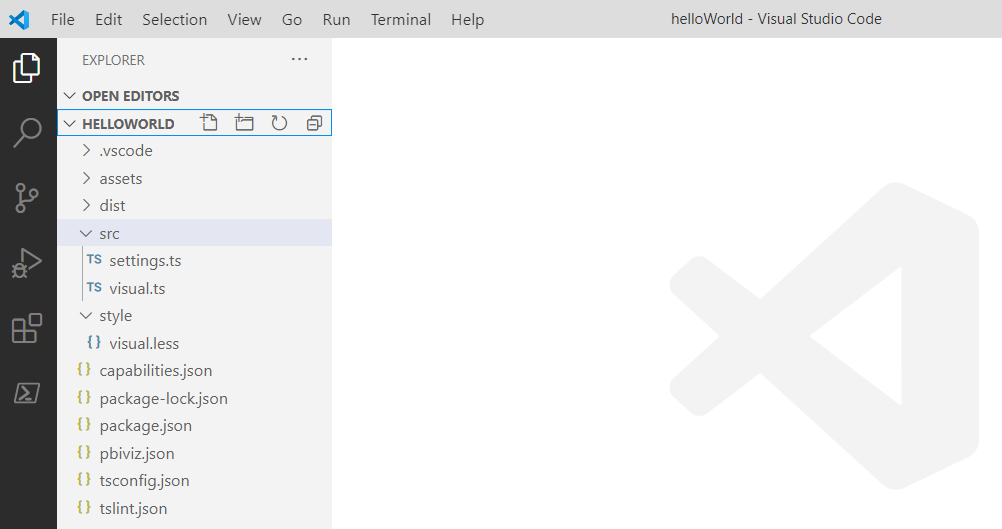 File Edit Selection View Go Run Terminal Help helloWorld - Visual Studio Code
EXPLORER
OPEN EDITORS
HELLOWORLD
.vscode
assets
dist
src
TS settings.ts
TS visual.ts
style
{} visual.less
{} capabilities.json
{} package-lock.json
{} package.json
{} pbiviz.json
{} tsconfig.json
{} tslint.json